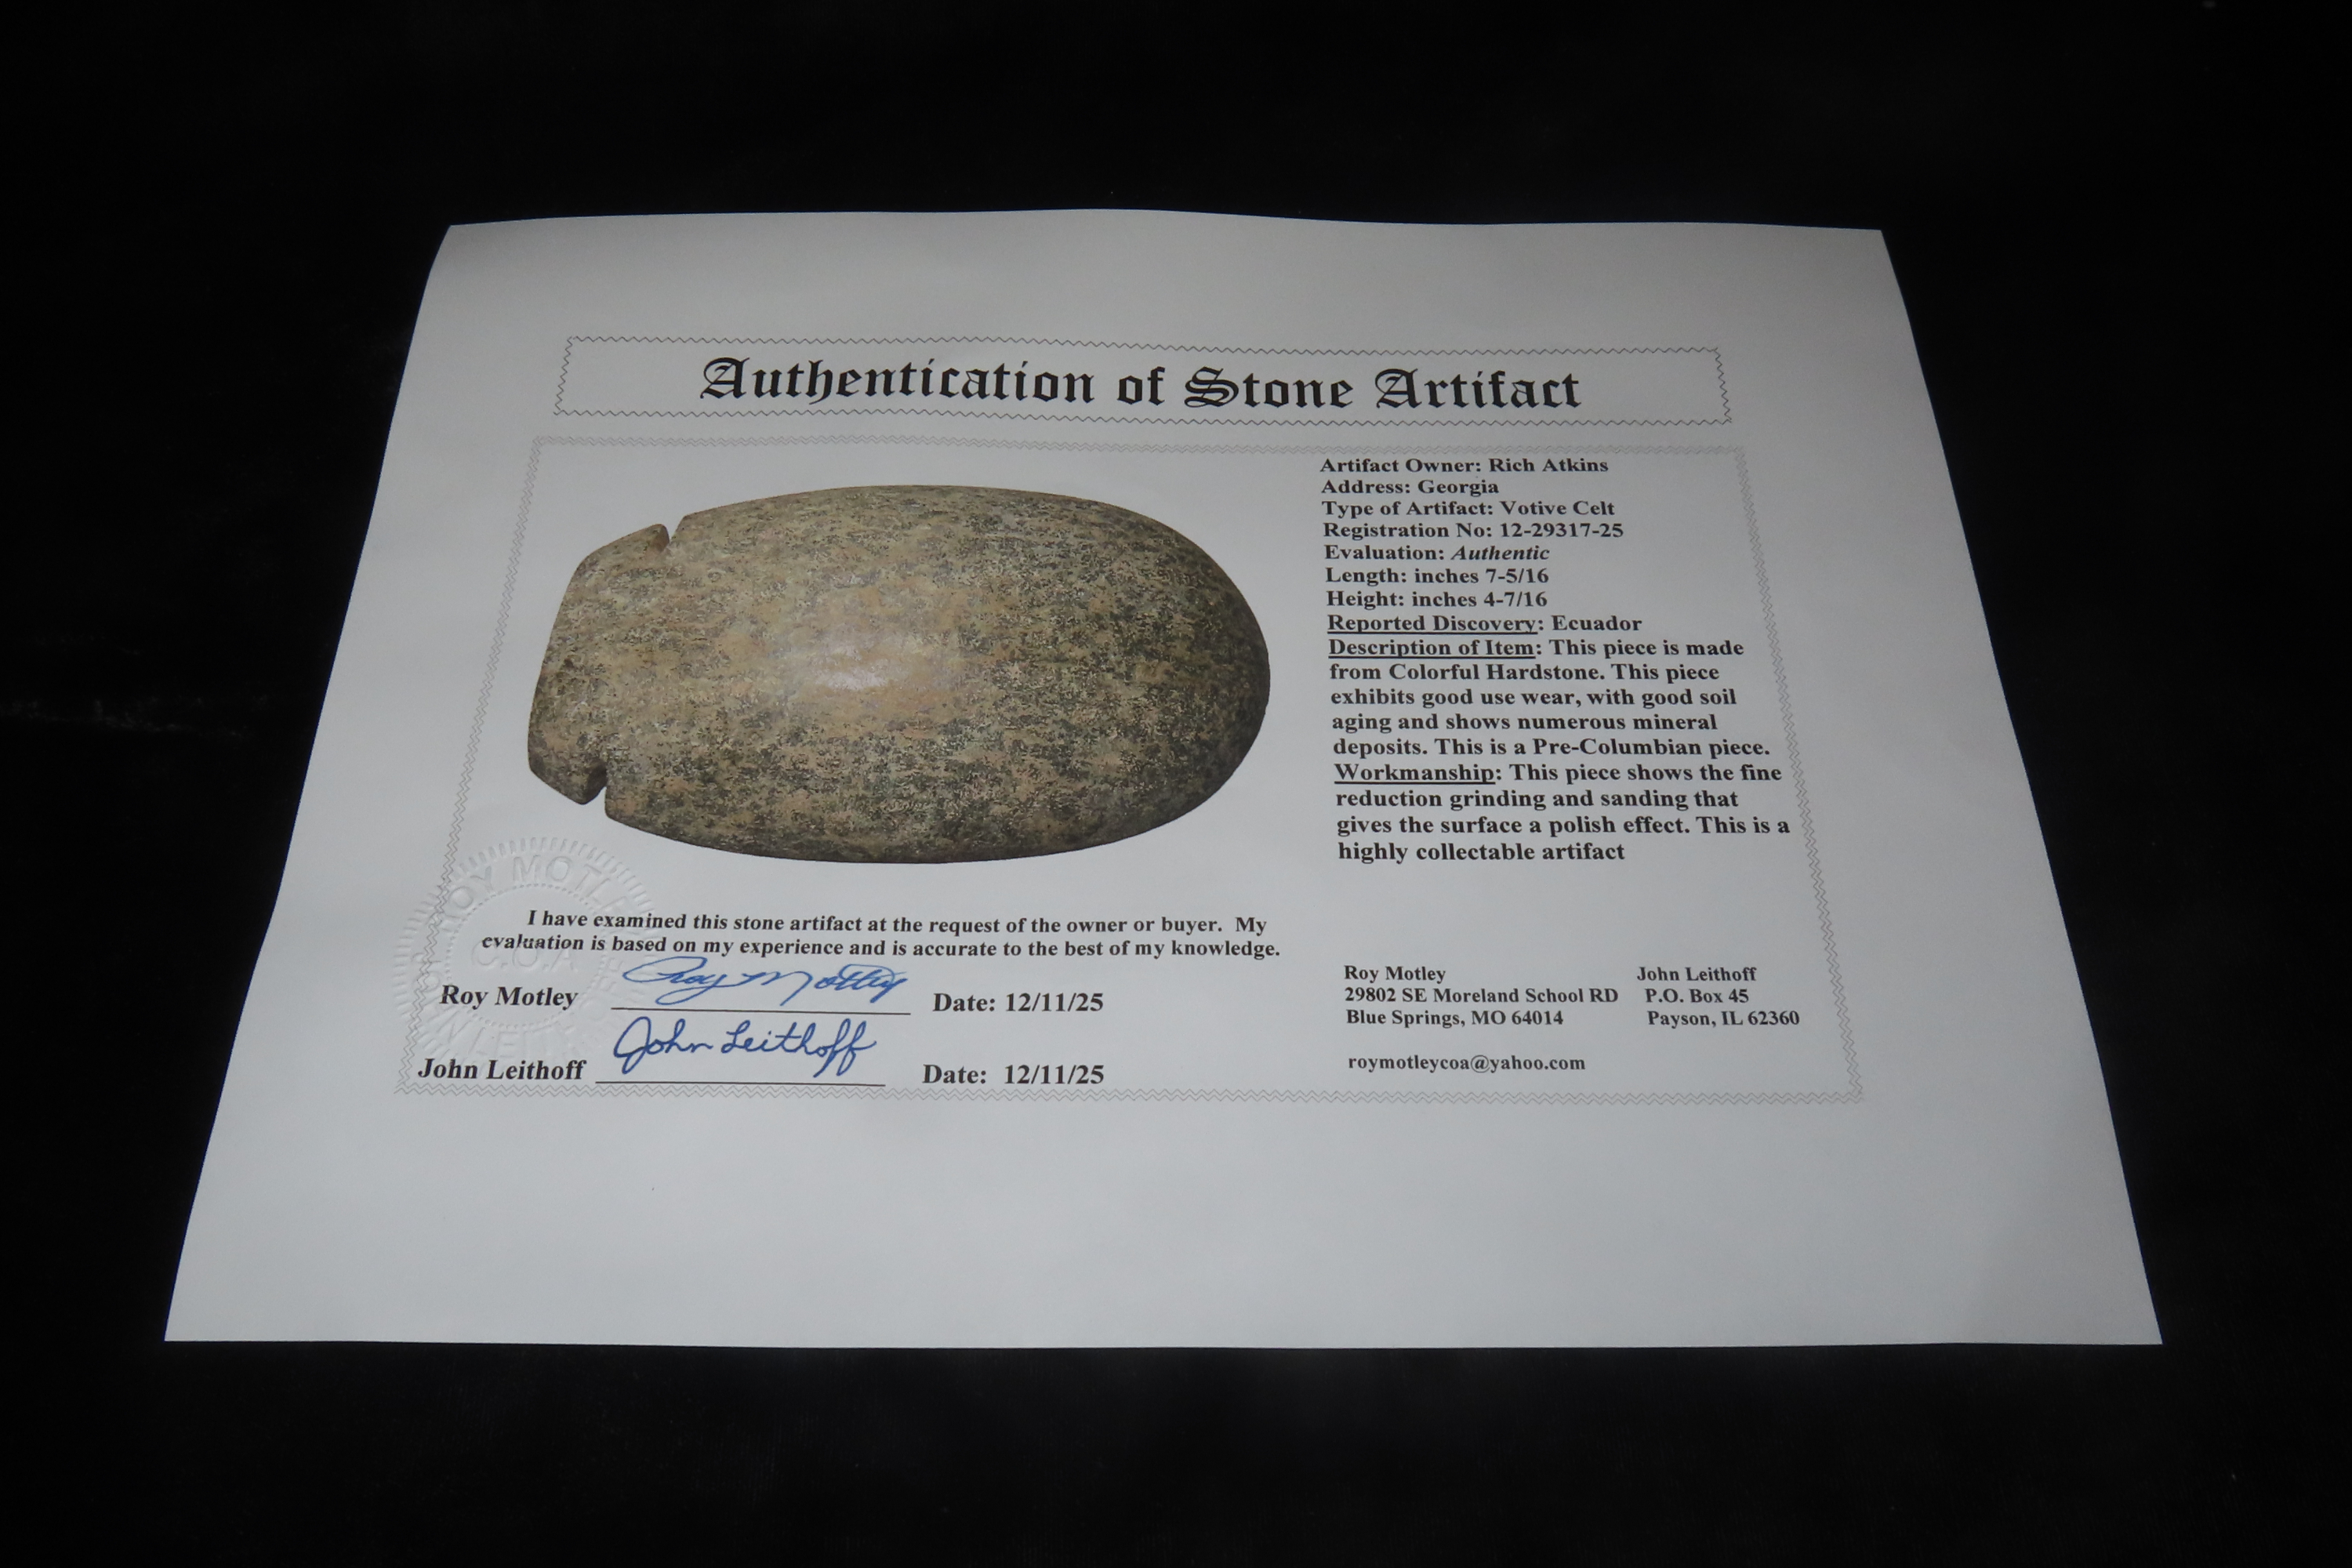 Authentication of Stone Artifact
Artifact Owner: Rich Atkins
Address: Georgia
Type of Artifact: Votive Celt
Registration No: 12-29317-25
Evaluation: Authentic
Length: inches 7-5/16
Height: inches 4-7/16
Reported Discovery: Ecuador
Description of Item: This piece is made
from Colorful Hardstone. This piece
exhibits good use wear, with good soil
aging and shows numerous mineral
deposits. This is a Pre-Columbian piece.
Workmanship: This piece shows the fine
reduction grinding and sanding that
gives the surface a polish effect. This is a
highly collectable artifact
I have examined this stone artifact at the request of the owner or buyer. My
evaluation is based on my experience and is accurate to the best of my knowledge.
Roy Motley Roy Motley Date: 12/11/25
John Leithoff John Leithoff Date: 12/11/25
Roy Motley
29802 SE Moreland School RD
Blue Springs, MO 64014
roymotleycoa@yahoo.com
John Leithoff
P.O. Box 45
Payson, IL 62360
ROY MOTLEY
C.O.A